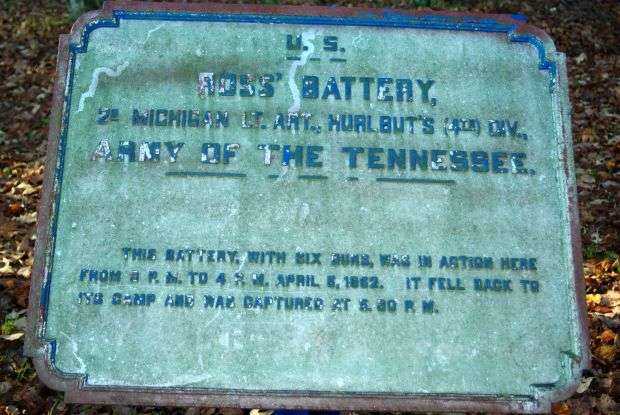 U. S.
ROSS' BATTERY,
2D MICHIGAN LT. ART., HURLBUT'S (4TH) DIV.,
ARMY OF THE TENNESSEE.
THIS BATTERY, WITH SIX GUNS, WAS IN ACTION HERE
FROM P. M. TO 4 P. M. APRIL 6, 1862. IT FELL BACK TO
ITS CAMP AND WAS CAPTURED AT 5.30 P. M.